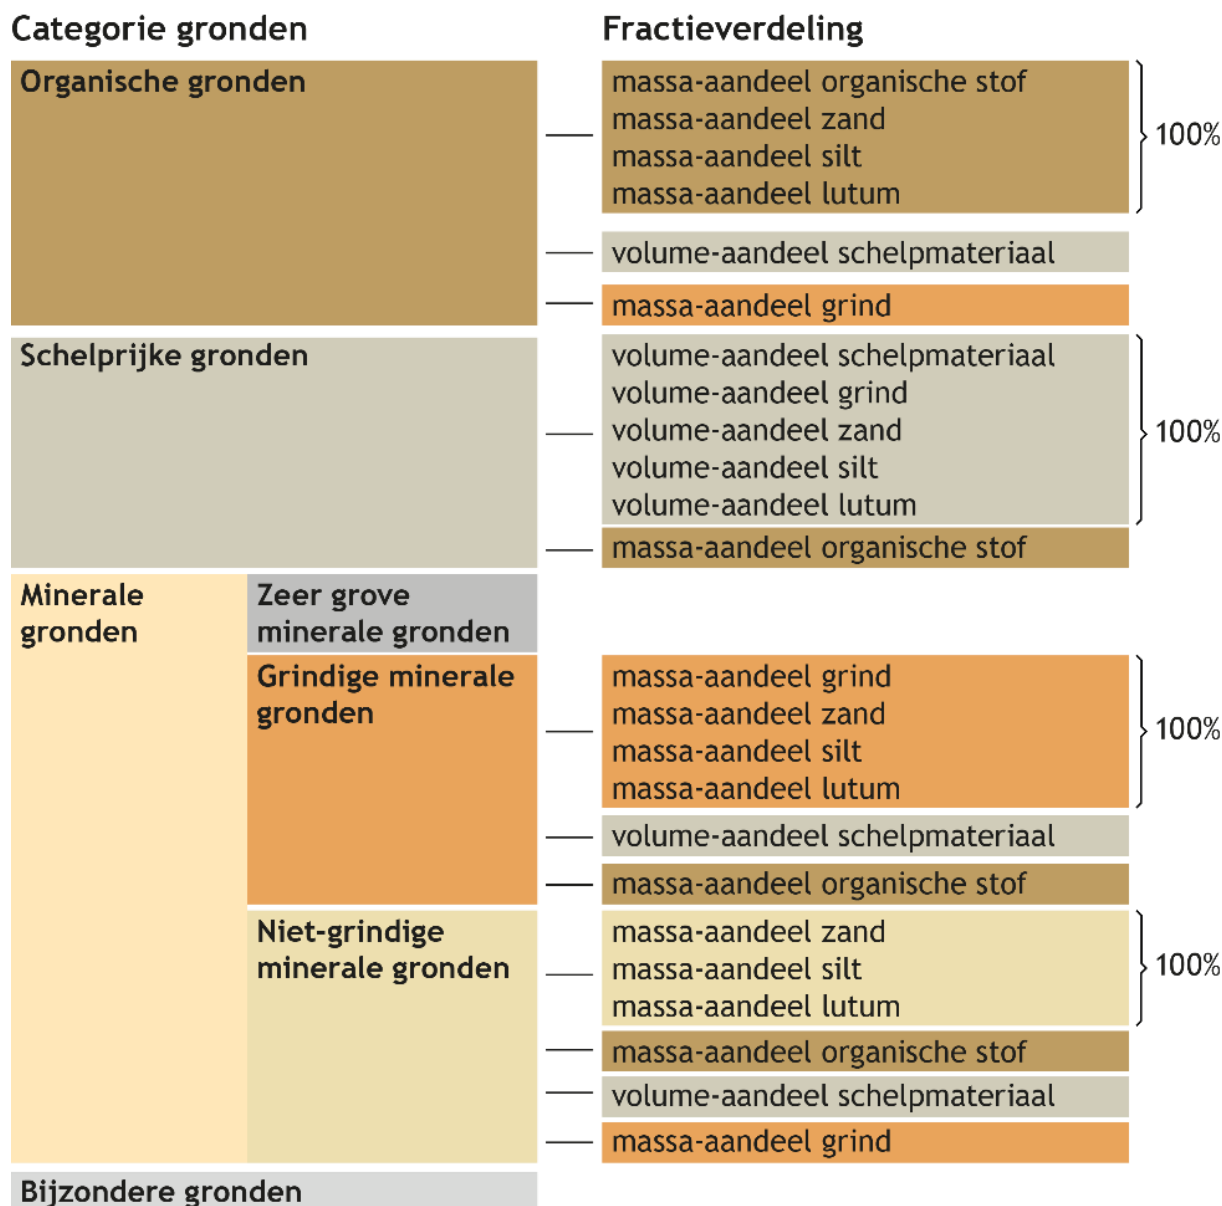 Categorie gronden
Fractieverdeling
Organische gronden
massa-aandeel organische stof
massa-aandeel zand
massa-aandeel silt
massa-aandeel lutum
100%
volume-aandeel schelpmateriaal
massa-aandeel grind
Schelprijke gronden
volume-aandeel schelpmateriaal
volume-aandeel grind
volume-aandeel zand
volume-aandeel silt
volume-aandeel lutum
100%
massa-aandeel organische stof
Minerale
gronden
Zeer grove
minerale gronden
Grindige minerale
gronden
massa-aandeel grind
massa-aandeel zand
massa-aandeel silt
massa-aandeel lutum
100%
volume-aandeel schelpmateriaal
massa-aandeel organische stof
Niet-grindige
minerale gronden
massa-aandeel zand
massa-aandeel silt
massa-aandeel lutum
100%
massa-aandeel organische stof
volume-aandeel schelpmateriaal
massa-aandeel grind
Bijzondere gronden